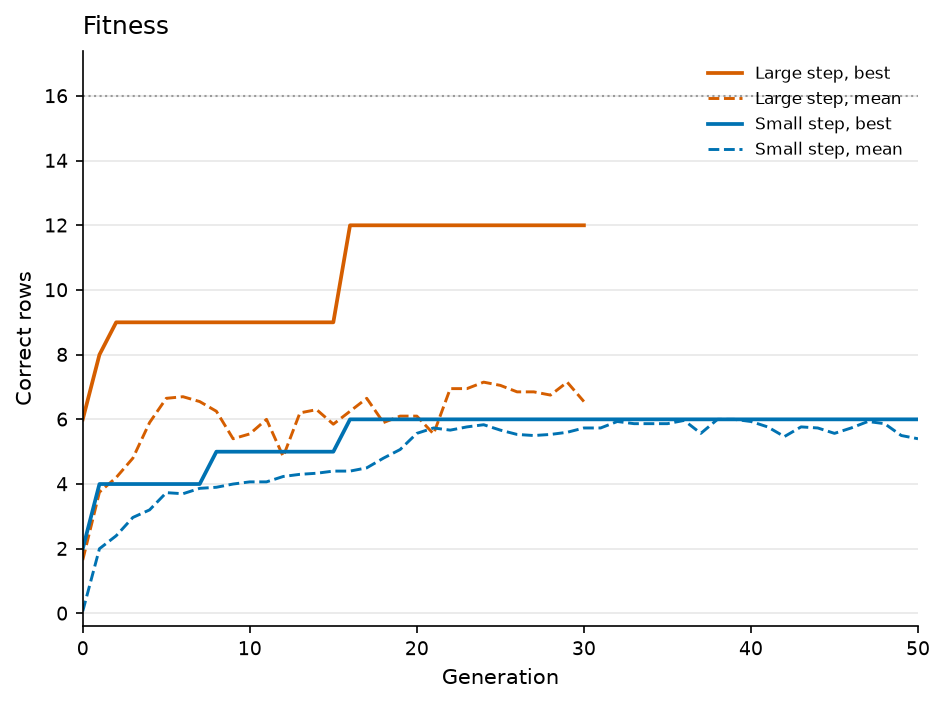 Fitness
Large step, best
Large step, mean
Small step, best
Small step, mean
16
14
12
10
8
6
4
2
0
Correct rows
0 10 20 30 40 50
Generation